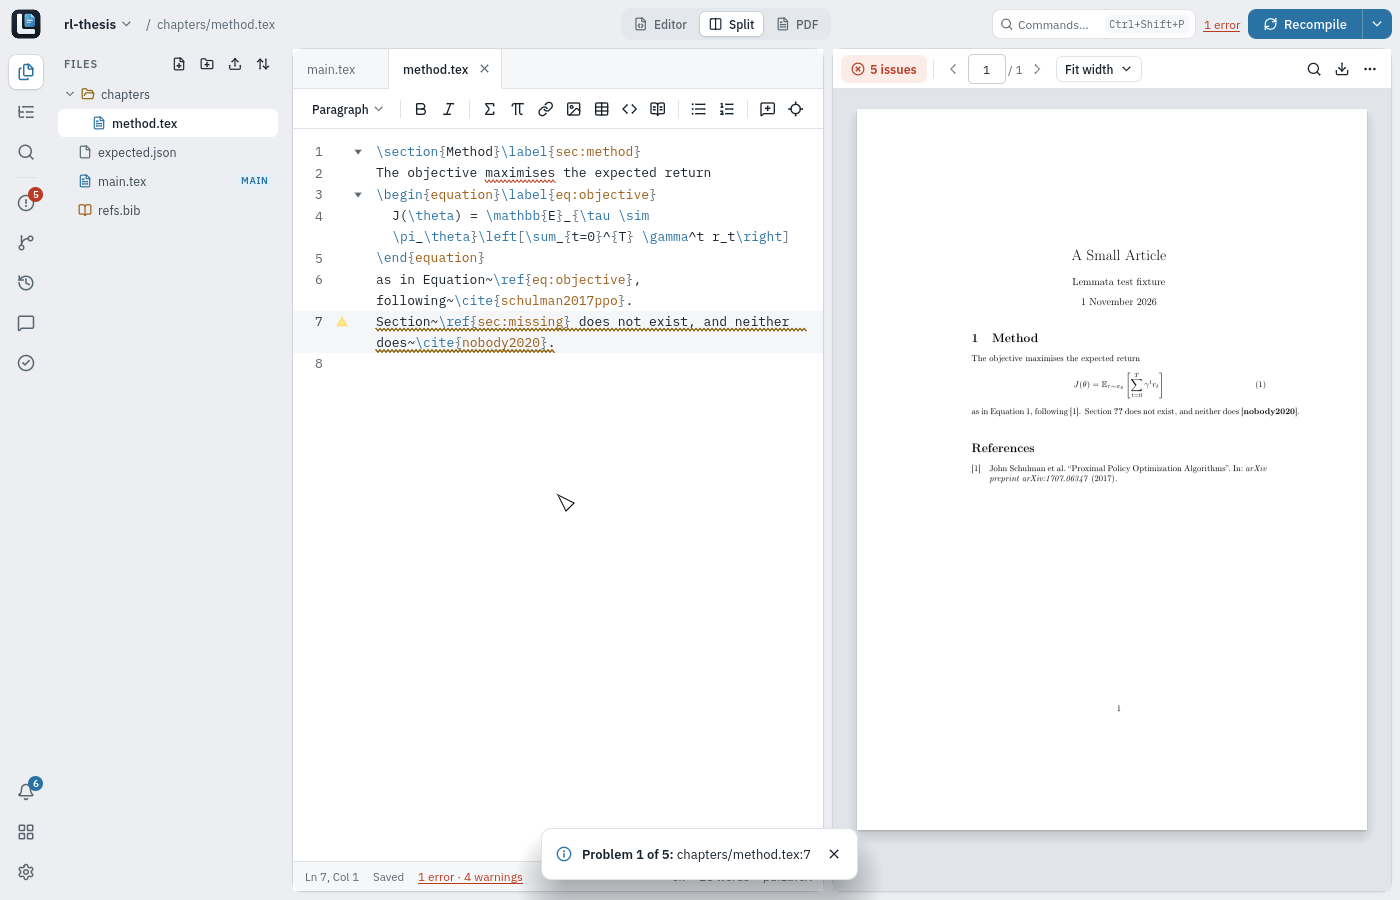 rl-thesis / chapters/method.tex
Editor Split PDF
Commands... Ctrl+Shift+P 1 error Recompile
FILES
chapters
method.tex
expected.json
main.tex MAIN
refs.bib
5
6
main.tex method.tex
Paragraph
1 \section{Method}\label{sec:method}
2 The objective maximises the expected return
3 \begin{equation}\label{eq:objective}
4 J(\theta) = \mathbb{E}_{\tau \sim
\pi_\theta}\left[\sum_{t=0}^{T} \gamma^t r_t\right]
5 \end{equation}
6 as in Equation~\ref{eq:objective},
following~\cite{schulman2017ppo}.
7 Section~\ref{sec:missing} does not exist, and neither
does~\cite{nobody2020}.
8
Ln 7, Col 1 Saved 1 error · 4 warnings
Problem 1 of 5: chapters/method.tex:7
5 issues 1 / 1 Fit width
A Small Article
Lemmata test fixture
1 November 2026
1 Method
The objective maximises the expected return
J(θ) = 𝔼τ∼πθ [∑t=0T γt rt] (1)
as in Equation 1, following [1]. Section ?? does not exist, and neither does [nobody2020].
References
[1] John Schulman et al. “Proximal Policy Optimization Algorithms”. In: arXiv
preprint arXiv:1707.06347 (2017).
1